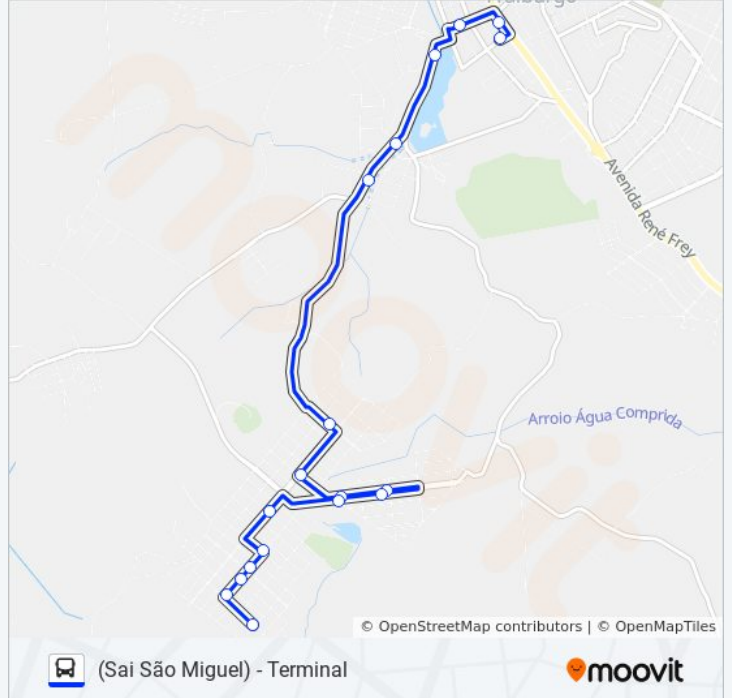 Avenida René Frey
Arroio Água Comprida
© OpenStreetMap contributors | © OpenMapTiles
(Sai São Miguel) - Terminal
moovit